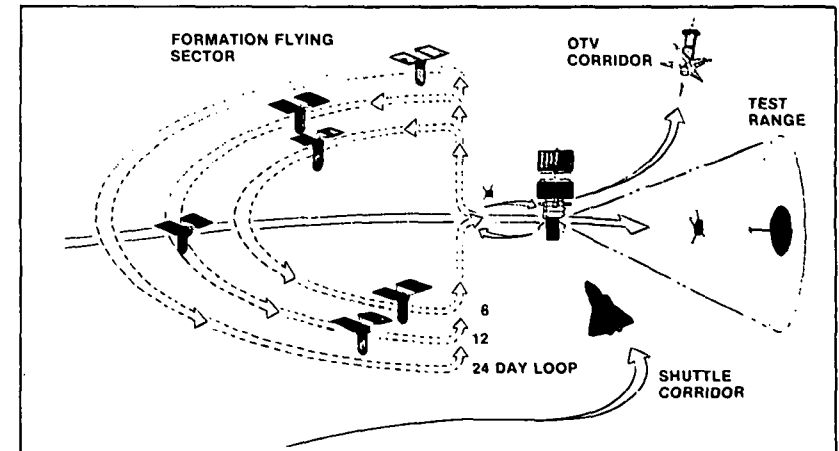 FORMATION FLYING
SECTOR
OTV
CORRIDOR
TEST
RANGE
6
12
24 DAY LOOP
SHUTTLE
CORRIDOR